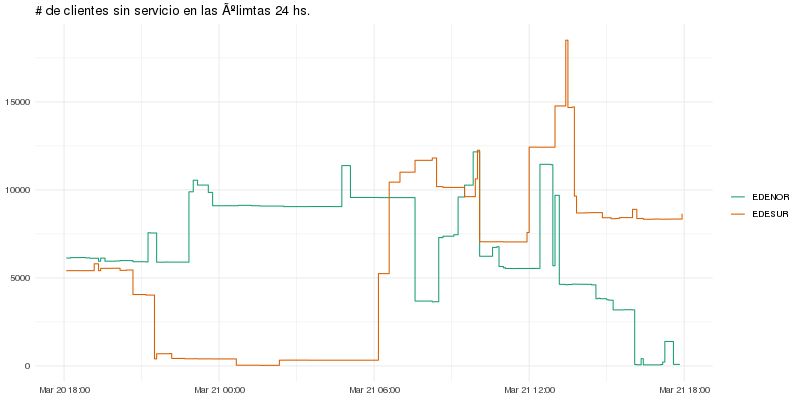 # de clientes sin servicio en las Ãºlimtas 24 hs.
15000
10000
5000
0
Mar 20 18:00
Mar 21 00:00
Mar 21 06:00
Mar 21 12:00
Mar 21 18:00
EDENOR
EDESUR